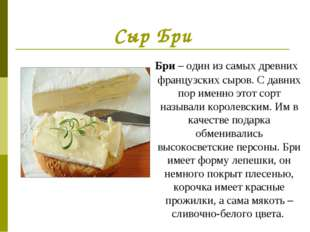 Сыр Бри
Бри – один из самых древних
французских сыров. С давних
пор именно этот сорт
называли королевским. Им в
качестве подарка
обменивались
высокосветские персоны. Бри
имеет форму лепешки, он
немного покрыт плесенью,
корочка имеет красные
прожилки, а сама мякоть –
сливочно-белого цвета.